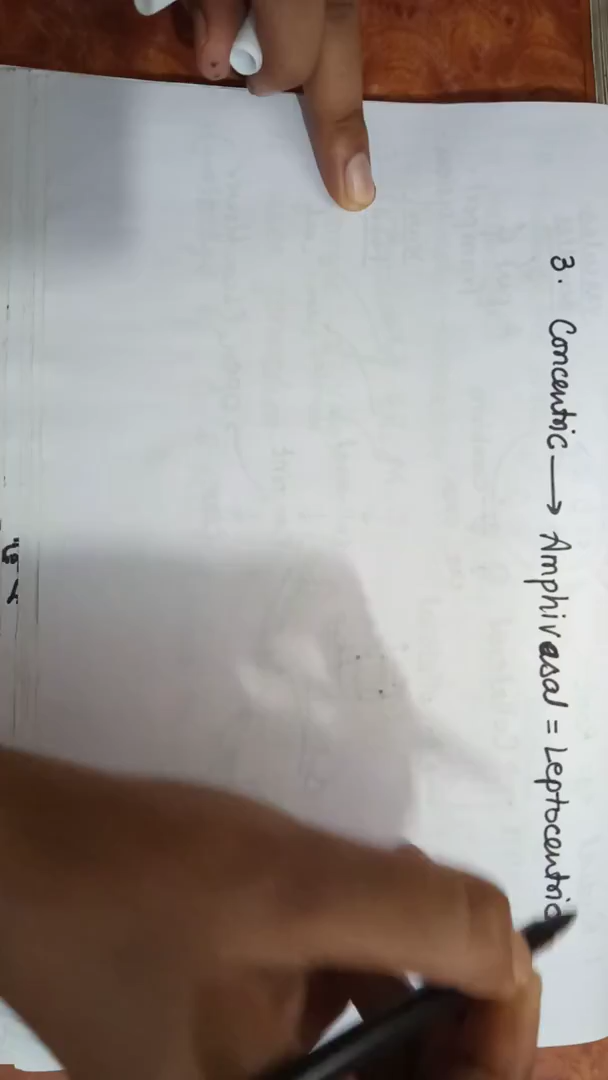 3. Concentric → Amphivasal = Leptocentric